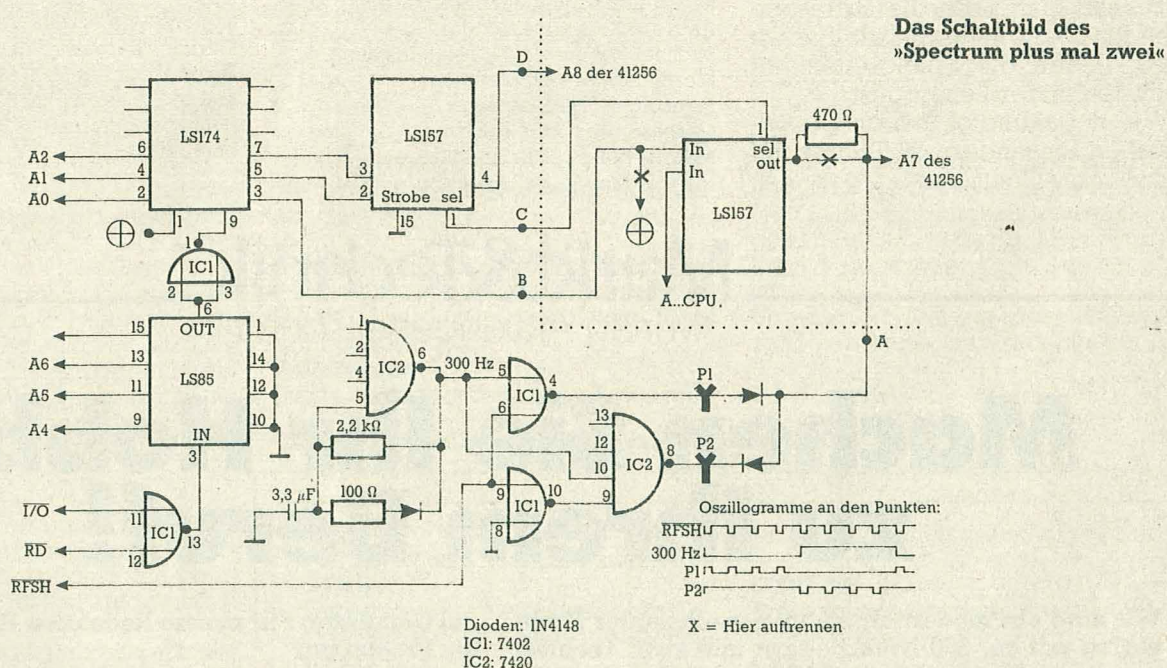 Das Schaltbild des
»Spectrum plus mal zwei«
D
A8 der 41256
LS174
LS157
470 Ω
1
sel
In
out
In
A7 des
41256
LS157
A2
6
7
A1
4
5
3
4
A0
2
3
2
Strobe sel
1
9
15
1
C
1
IC1
2
3
B
A..CPU.
6
15
OUT
1
A
A6
13
14
1
2
6
300 Hz
P1
A5
LS85
11
12
IC2
4
5
4
IC1
A4
9
10
5
6
13
IN
2,2 kΩ
12
8
P2
3
10
IC2
9
10
9
IC1
8
3,3 µF
100 Ω
I/O
11
IC1
13
Oszillogramme an den Punkten:
RD
12
RFSH
300 Hz
RFSH
P1
P2
Dioden: 1N4148
X = Hier auftrennen
IC1: 7402
IC2: 7420